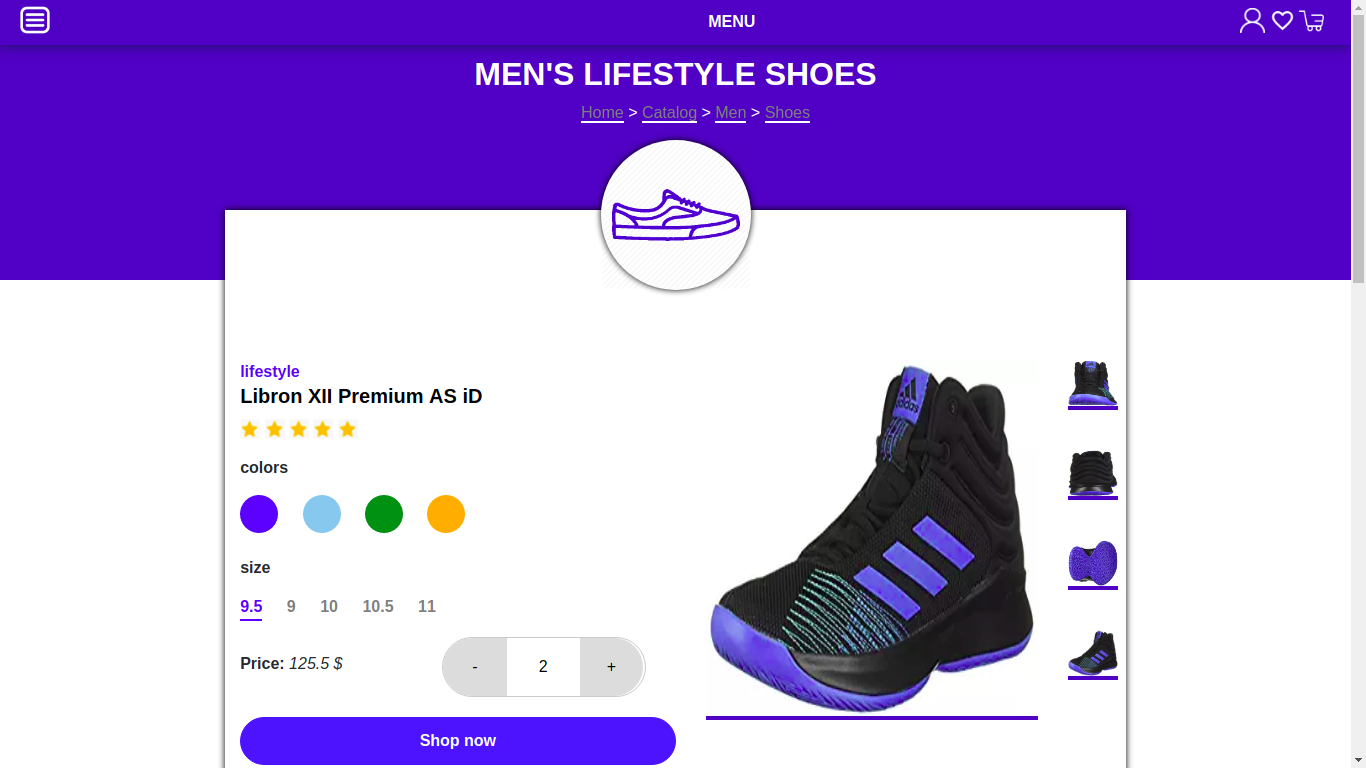 MENU
MEN'S LIFESTYLE SHOES
Home > Catalog > Men > Shoes
lifestyle
Libron XII Premium AS iD
colors
size
9.5 9 10 10.5 11
Price: 125.5 $
- 2 +
Shop now
adidas